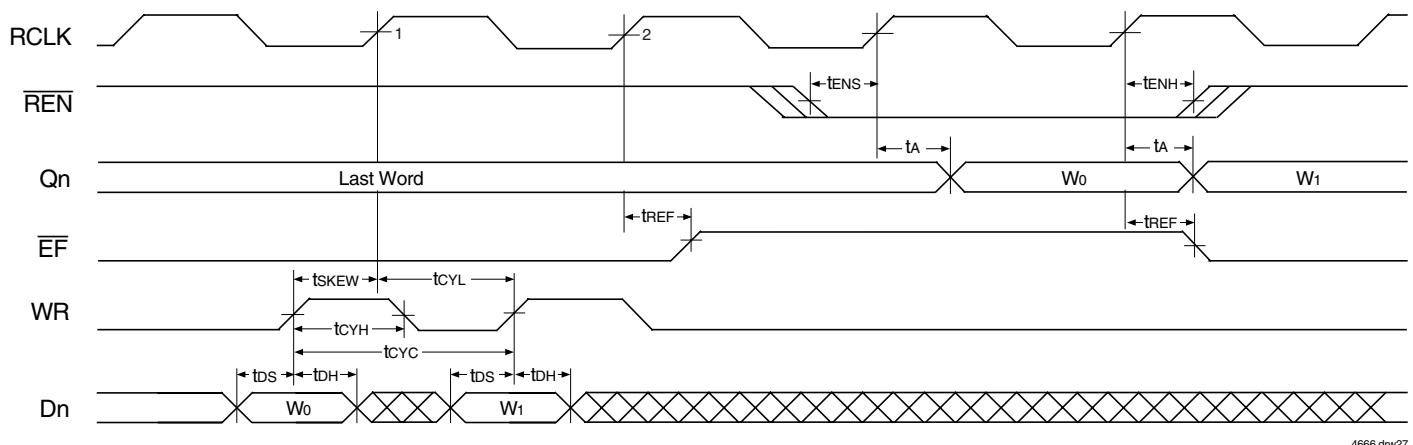 RCLK 1 2
REN tENS tENH
tA tA
Qn Last Word W0 W1
tREF tREF
EF
tSKEW tCYL
WR
tCYH
tCYC
tDS tDH tDS tDH
Dn W0 W1
4666 drw27